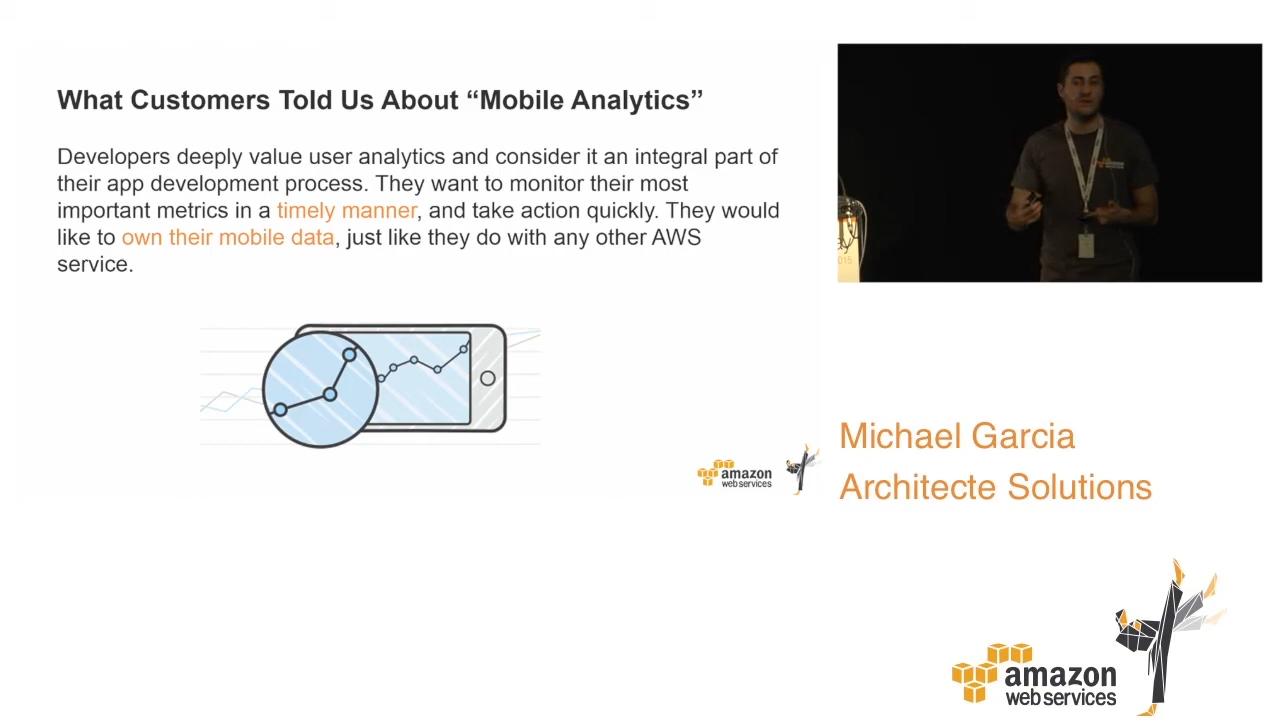 What Customers Told Us About “Mobile Analytics”
Developers deeply value user analytics and consider it an integral part of
their app development process. They want to monitor their most
important metrics in a timely manner, and take action quickly. They would
like to own their mobile data, just like they do with any other AWS
service.
amazon
web services
2015
Michael Garcia
Architecte Solutions
amazon
web services